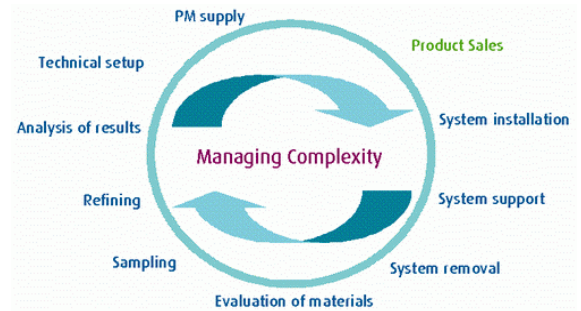 PM supply
Product Sales
Technical setup
System installation
Analysis of results
Managing Complexity
Refining
System support
Sampling
System removal
Evaluation of materials